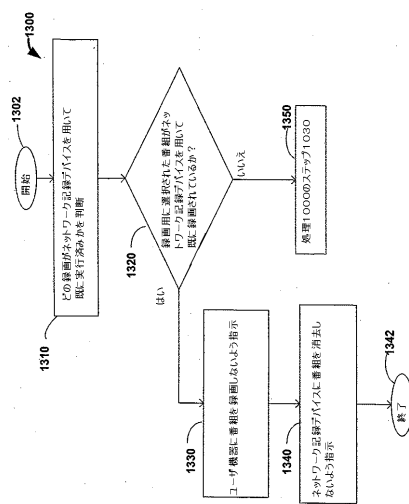 1300
1302
開始
1310
どの録画がネットワーク記録デバイスを用いて
既に実行済みかを判断
1320
録画用に選択された番組がネッ
トワーク記録デバイスを用いて
既に録画されているか?
はい
いいえ
1330
ユーザ機器に番組を録画しないよう指示
1350
処理1000のステップ1030
1340
ネットワーク記録デバイスに番組を消去し
ないよう指示
1342
終了